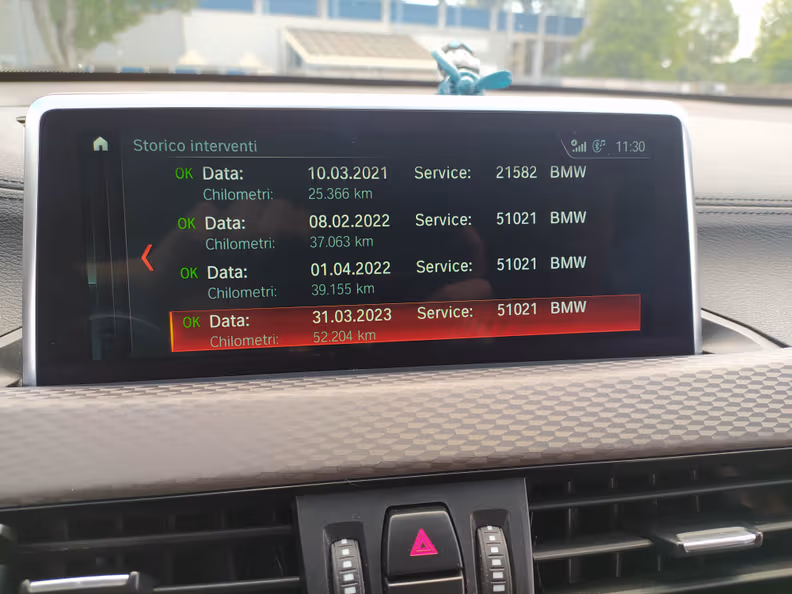 Storico interventi
11:30
OK Data: 10.03.2021 Service: 21582 BMW
Chilometri: 25.366 km
OK Data: 08.02.2022 Service: 51021 BMW
Chilometri: 37.063 km
OK Data: 01.04.2022 Service: 51021 BMW
Chilometri: 39.155 km
OK Data: 31.03.2023 Service: 51021 BMW
Chilometri: 52.204 km